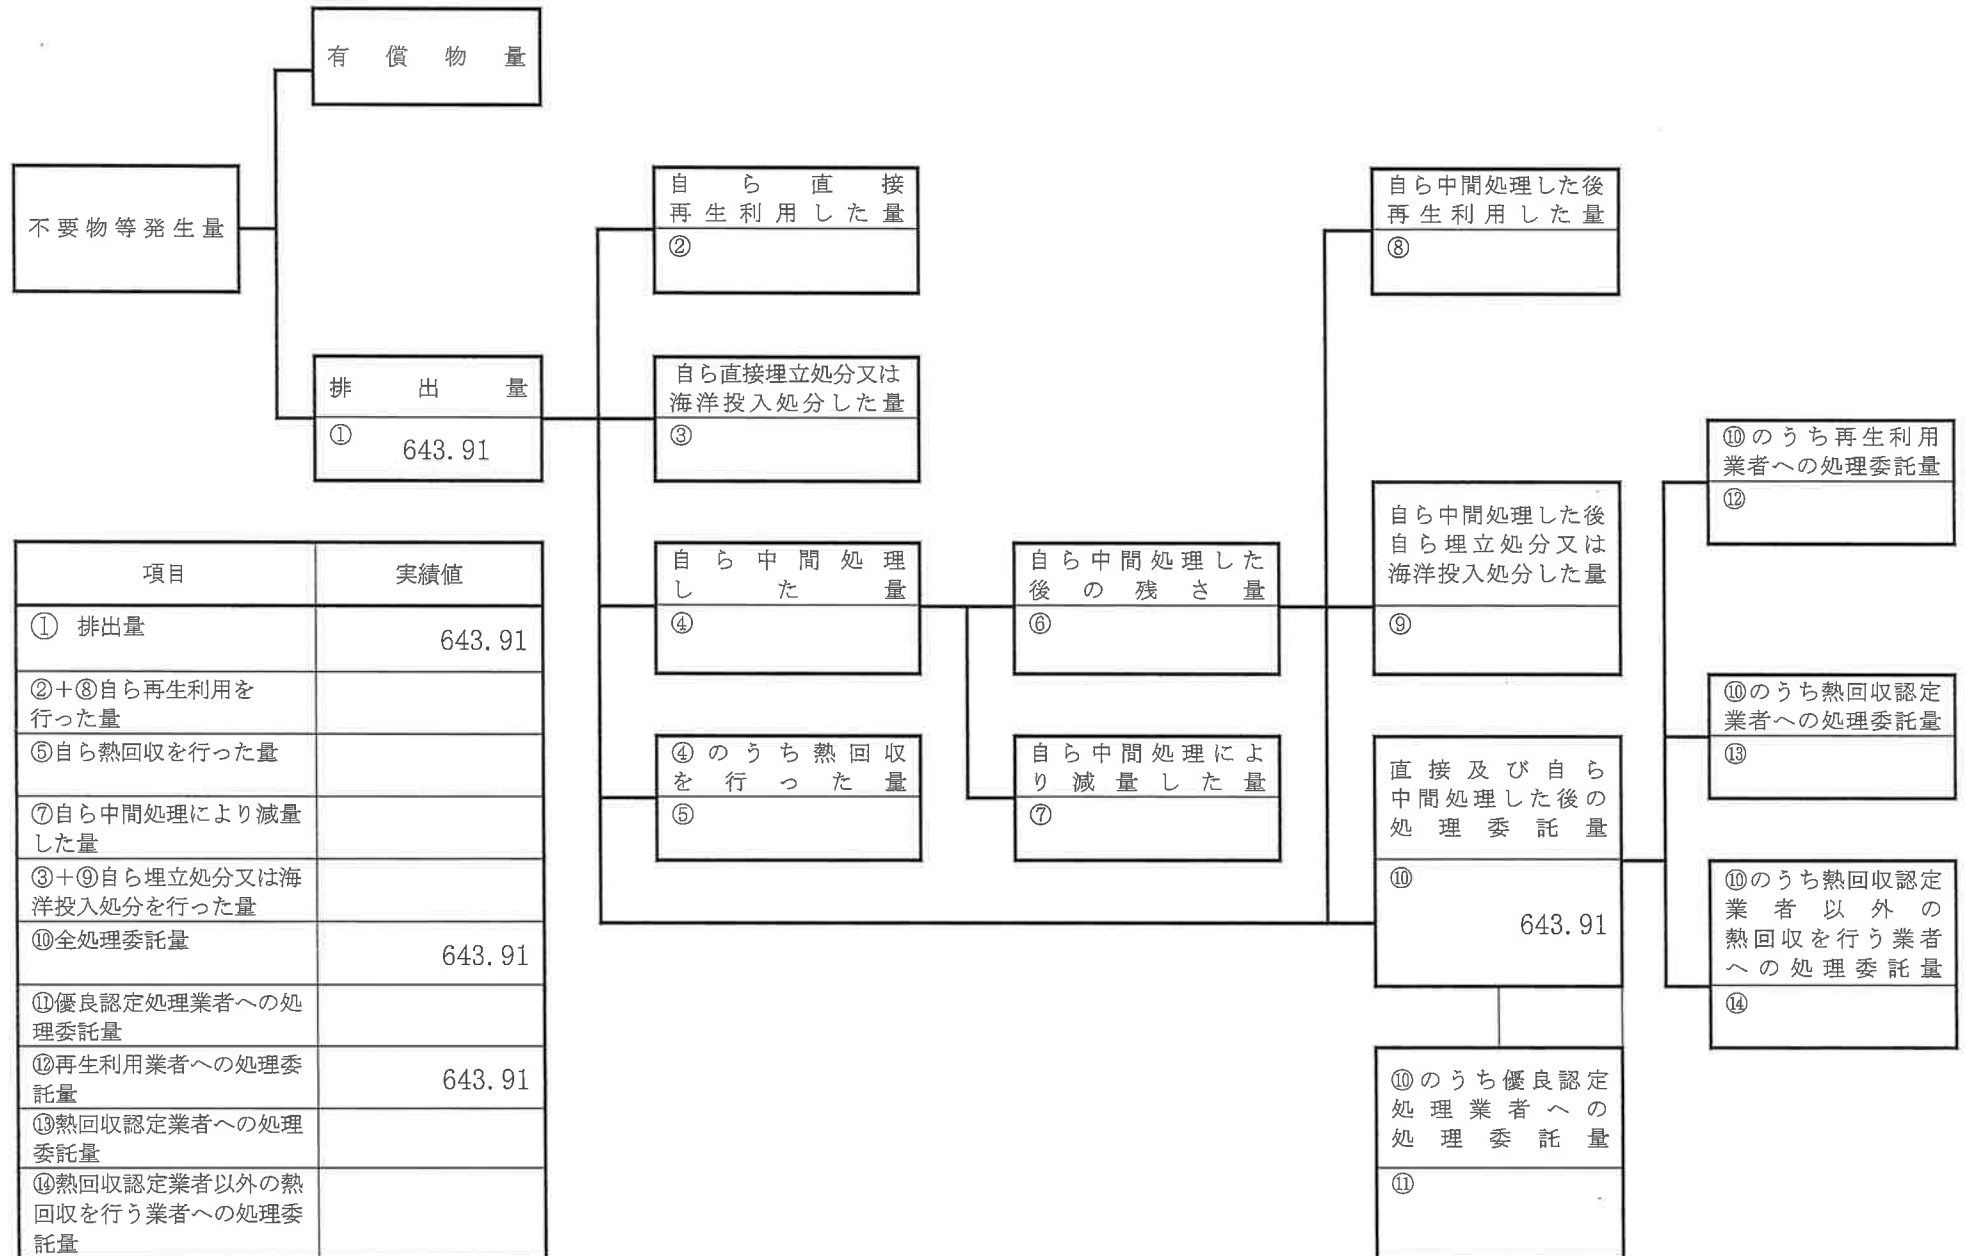 有償物量
不要物等発生量
排出量
① 643.91
自ら直接
再生利用した量
②
自ら直接埋立処分又は
海洋投入処分した量
③
自ら中間処理
した量
④
④のうち熱回収
を行った量
⑤
自ら中間処理した
後の残さ量
⑥
自ら中間処理によ
り減量した量
⑦
自ら中間処理した後
再生利用した量
⑧
自ら中間処理した後
自ら埋立処分又は
海洋投入処分した量
⑨
直接及び自ら
中間処理した後の
処理委託量
⑩
643.91
⑩のうち優良認定
処理業者への
処理委託量
⑪
⑩のうち再生利用
業者への処理委託量
⑫
⑩のうち熱回収認定
業者への処理委託量
⑬
⑩のうち熱回収認定
業者以外の
熱回収を行う業者
への処理委託量
⑭
項目 実績値
① 排出量 643.91
②+⑧自ら再生利用を
行った量
⑤自ら熱回収を行った量
⑦自ら中間処理により減量
した量
③+⑨自ら埋立処分又は海
洋投入処分を行った量
⑩全処理委託量 643.91
⑪優良認定処理業者への処
理委託量
⑫再生利用業者への処理委
託量 643.91
⑬熱回収認定業者への処理
委託量
⑭熱回収認定業者以外の熱
回収を行う業者への処理委
託量